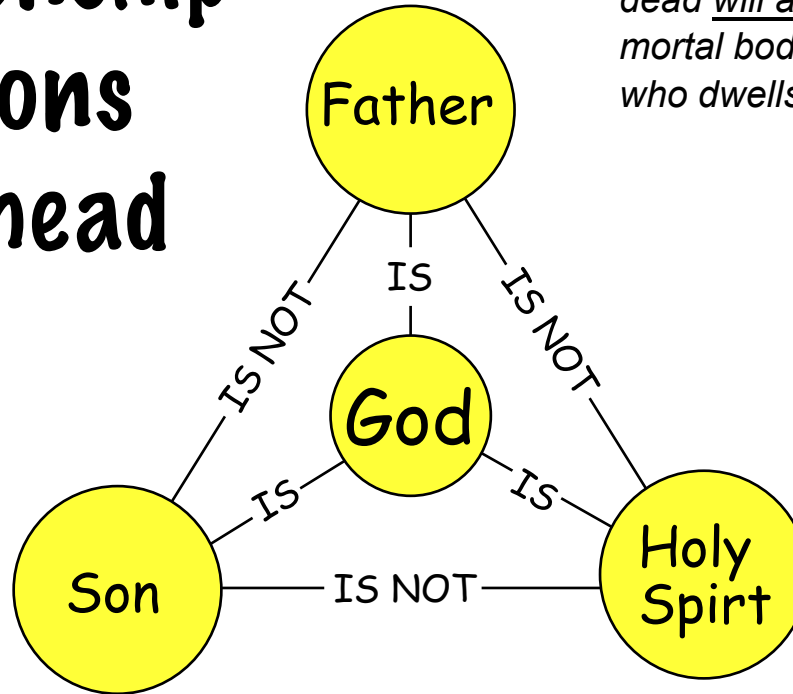 ons
head
dead will a
mortal bod
who dwells
Father
IS NOT
IS
IS NOT
God
IS
IS
Son
IS NOT
Holy
Spirt